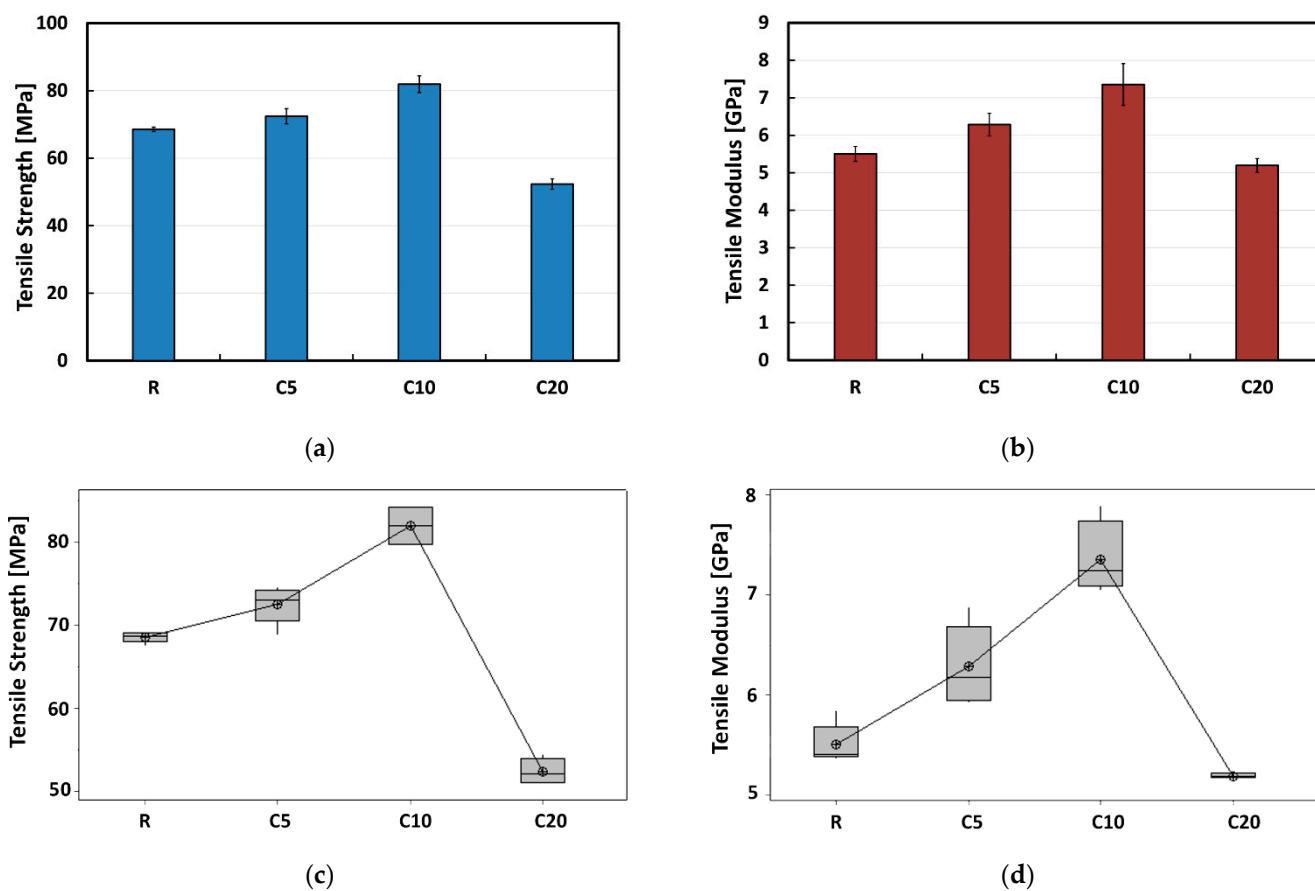 Tensile Strength [MPa]
100
80
60
40
20
0
R C5 C10 C20
(a)
Tensile Modulus [GPa]
9
8
7
6
5
4
3
2
1
0
R C5 C10 C20
(b)
Tensile Strength [MPa]
80
70
60
50
R C5 C10 C20
(c)
Tensile Modulus [GPa]
8
7
6
5
R C5 C10 C20
(d)